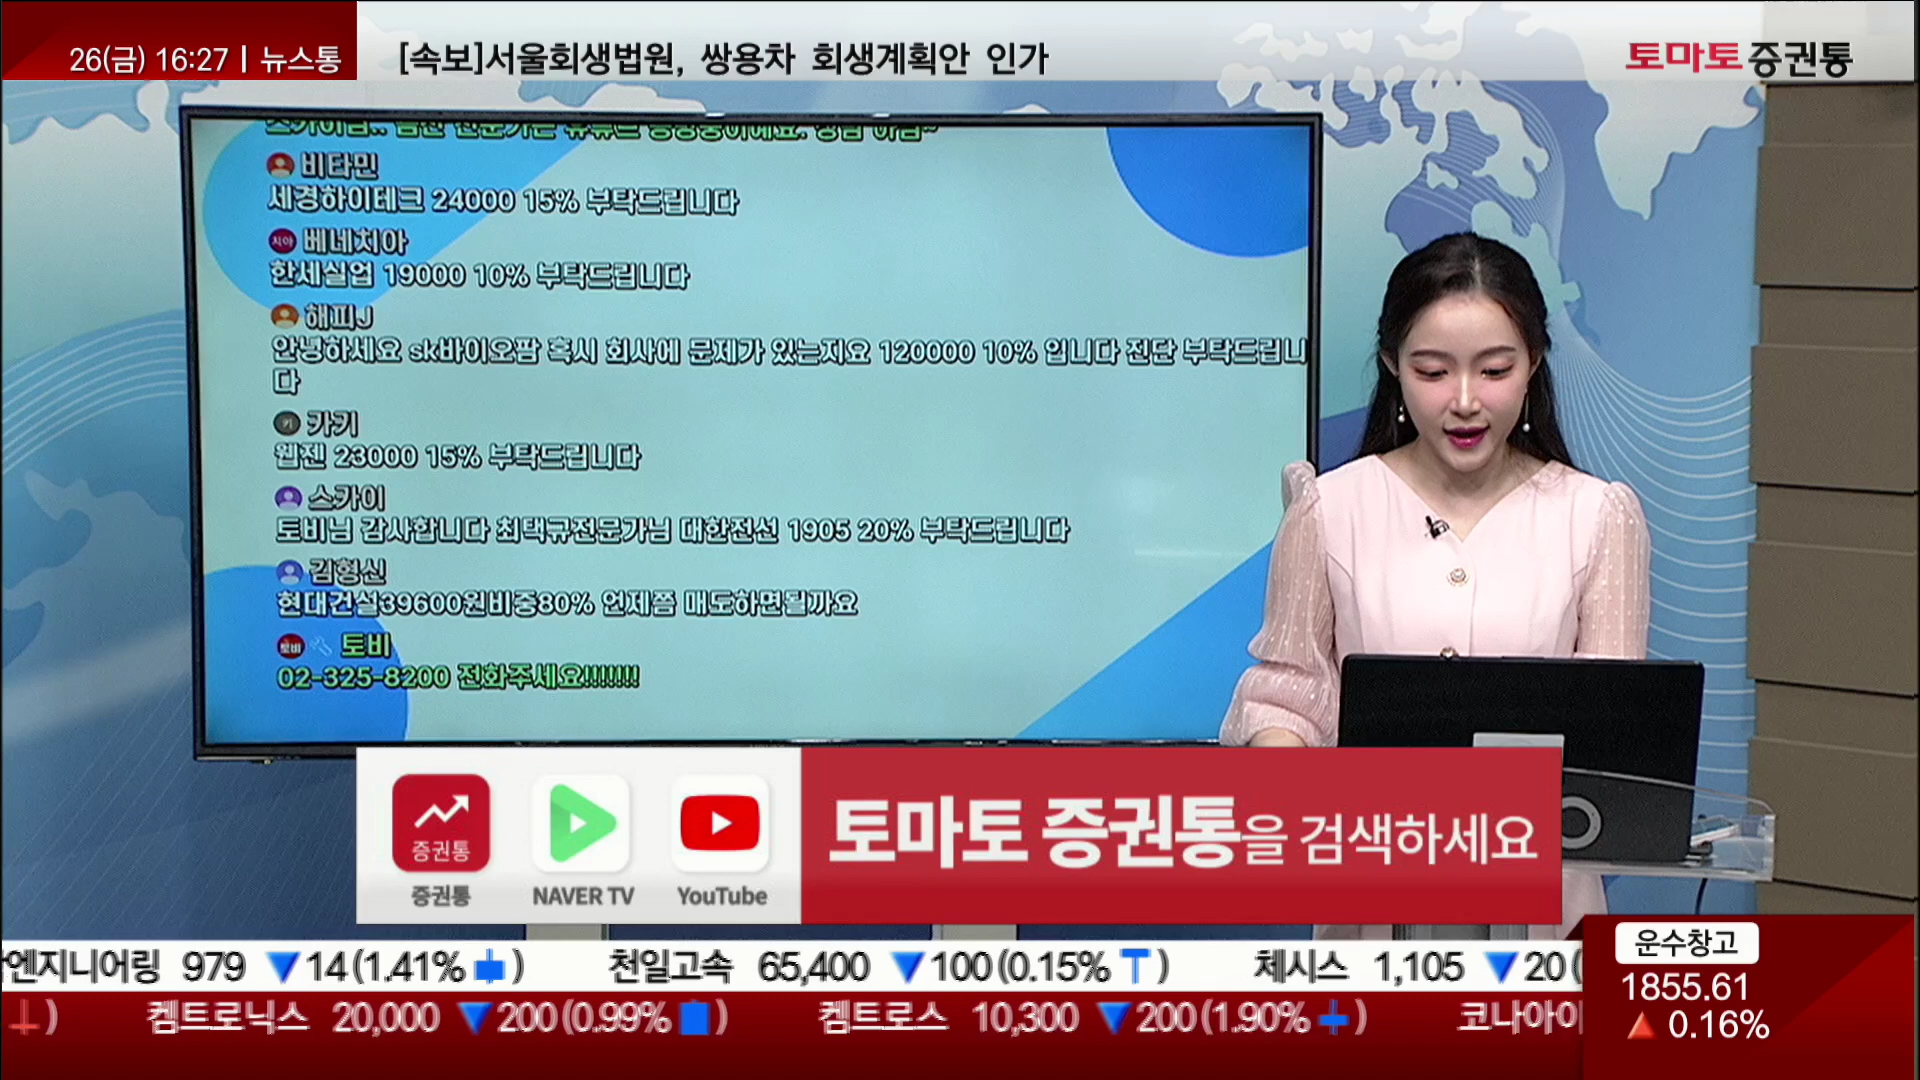 26(금) 16:27 | 뉴스통
[속보]서울회생법원, 쌍용차 회생계획안 인가
토마토증권통
비타민
세경하이테크 24000 15% 부탁드립니다
치아 베네치아
한세실업 19000 10% 부탁드립니다
해피J
안녕하세요 sk바이오팜 혹시 회사에 문제가 있는지요 120000 10% 입니다 진단 부탁드립니
다
키 카키
웹젠 23000 15% 부탁드립니다
스카이
토비님 감사합니다 최택규전문가님 대한전선 1905 20% 부탁드립니다
김형신
현대건설39600원비중80% 언제쯤 매도하면될까요
토비 토비
02-325-8200 전화주세요!!!!!!!
증권통
증권통 NAVER TV YouTube
토마토 증권통을 검색하세요
엔지니어링 979 ▼14(1.41% ) 천일고속 65,400 ▼100(0.15% ) 체시스 1,105 ▼20(
) 켐트로닉스 20,000 ▼200(0.99% ) 켐트로스 10,300 ▼200(1.90% ) 코나아이
운수창고
1855.61
▲ 0.16%